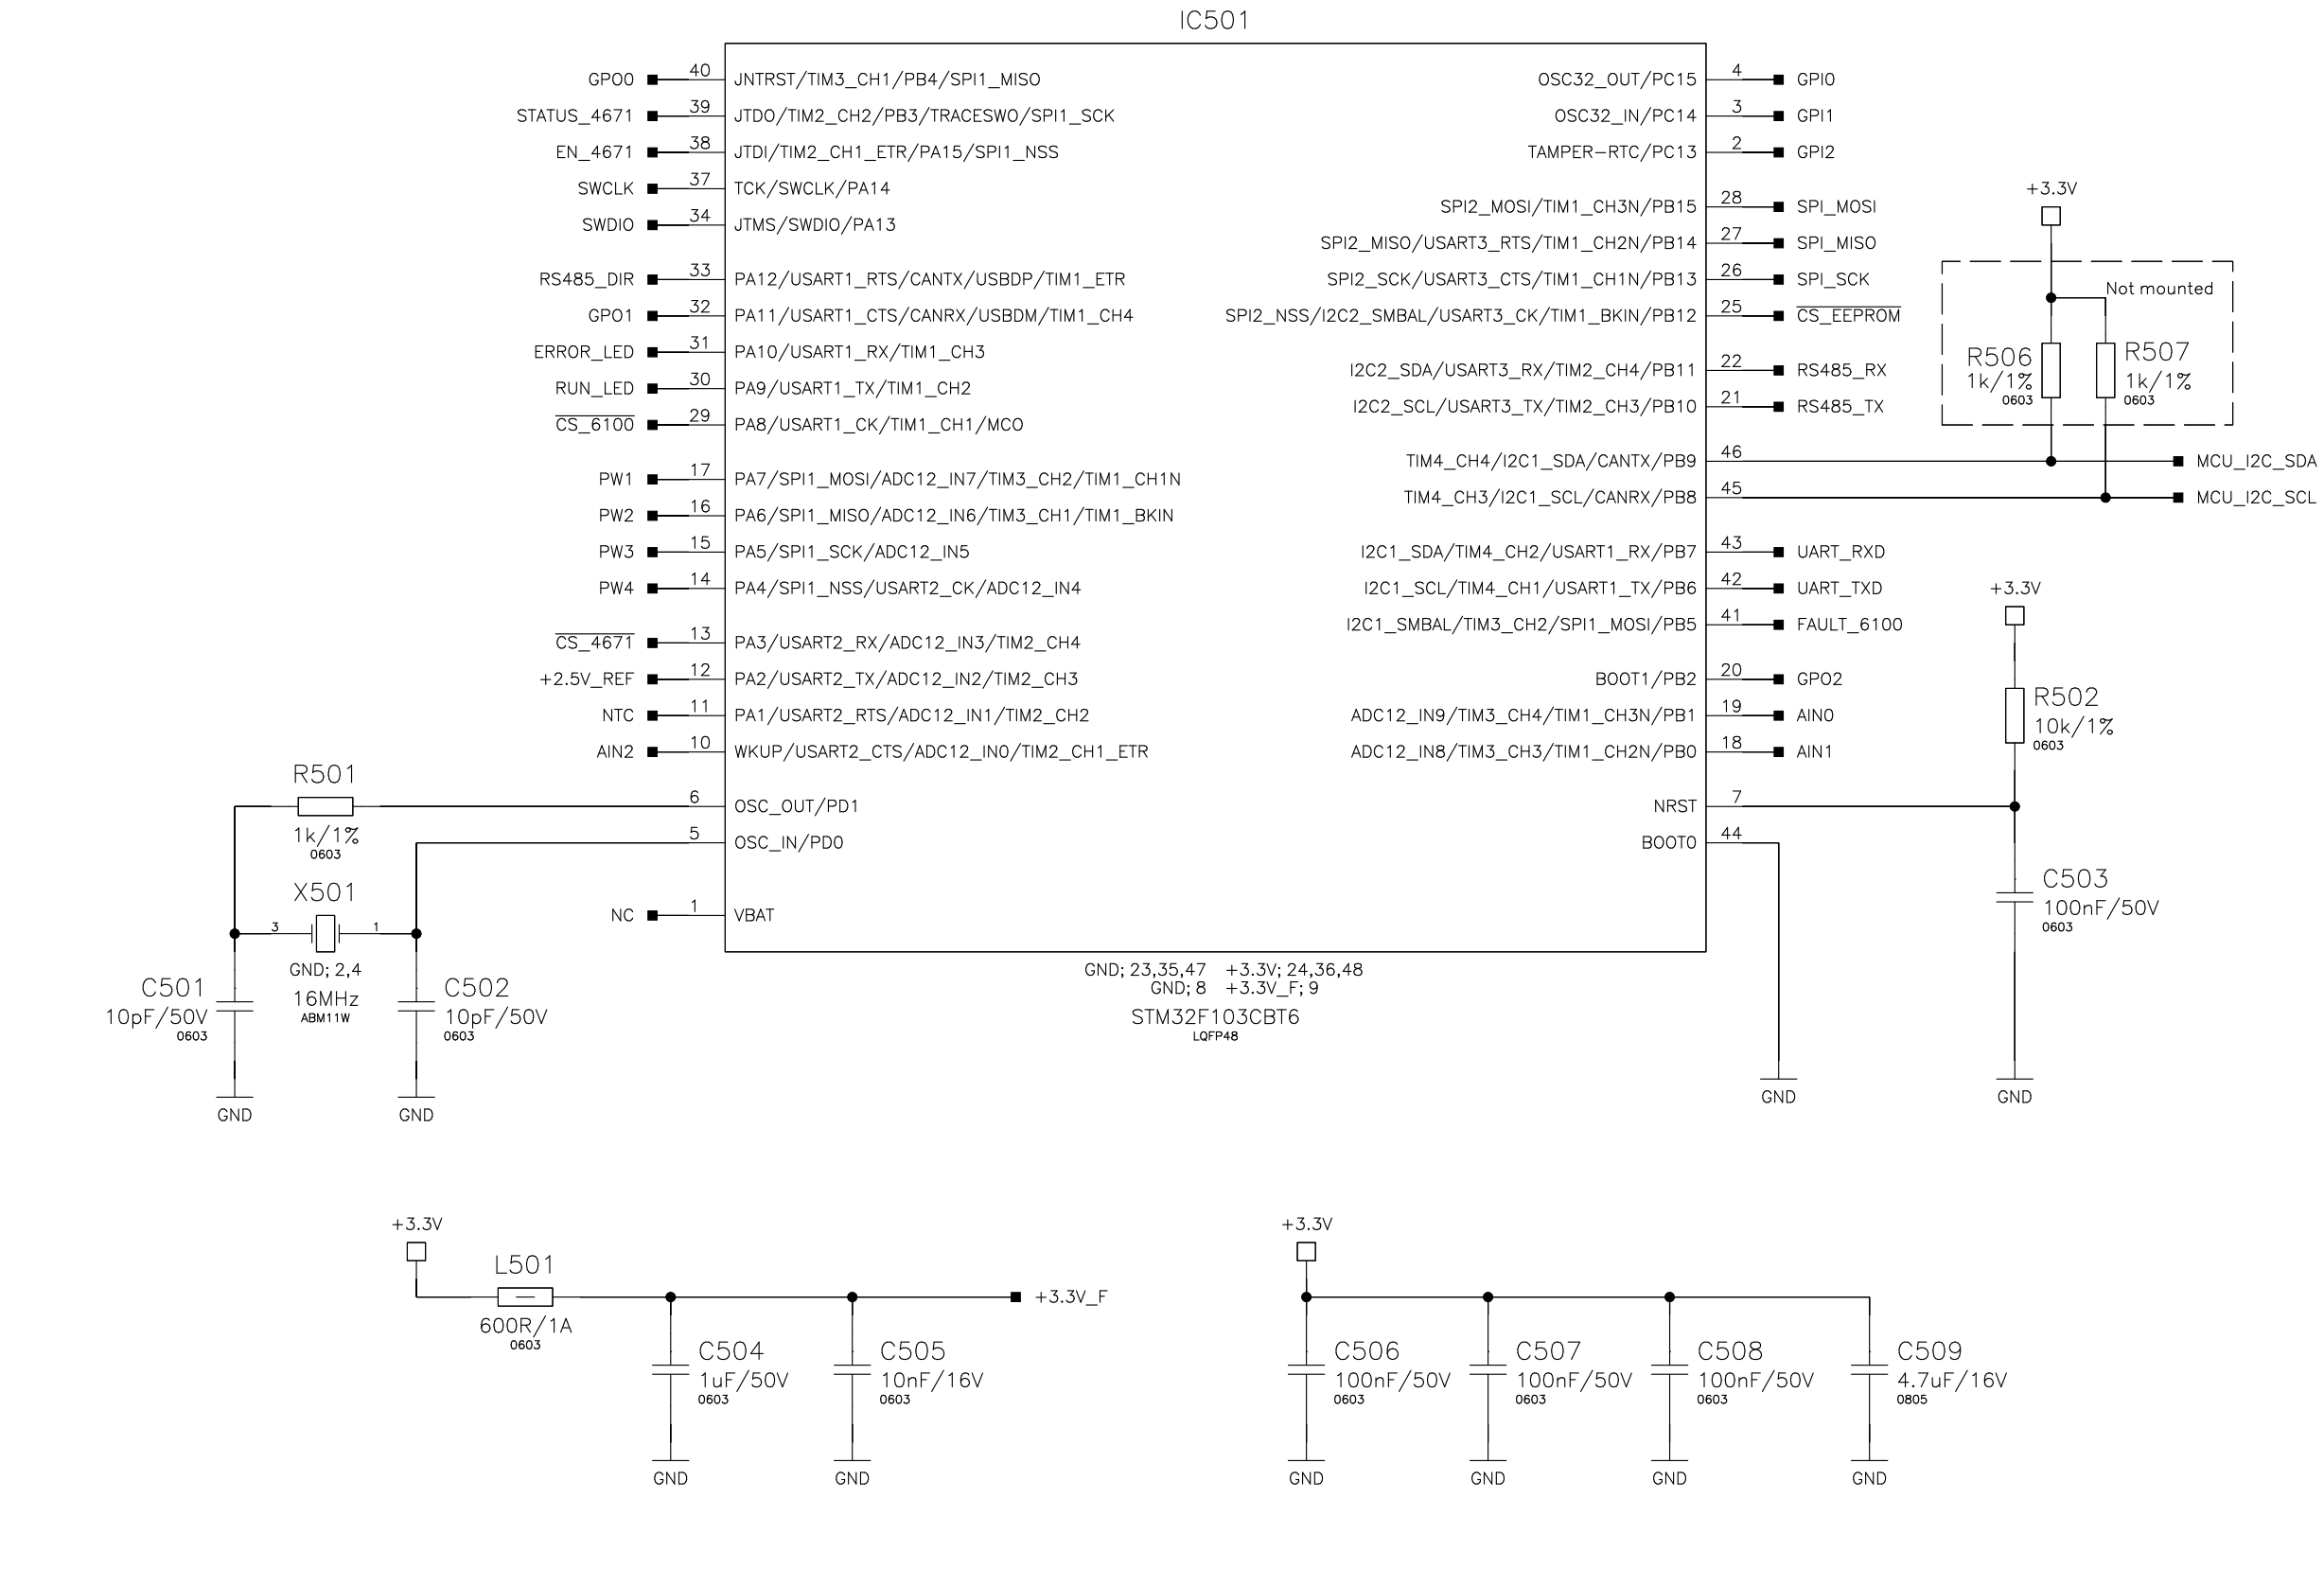 IC501
GPO0 40 JNTRST/TIM3_CH1/PB4/SPI1_MISO
STATUS_4671 39 JTDO/TIM2_CH2/PB3/TRACESWO/SPI1_SCK
EN_4671 38 JTDI/TIM2_CH1_ETR/PA15/SPI1_NSS
SWCLK 37 TCK/SWCLK/PA14
SWDIO 34 JTMS/SWDIO/PA13
RS485_DIR 33 PA12/USART1_RTS/CANTX/USBDP/TIM1_ETR
GPO1 32 PA11/USART1_CTS/CANRX/USBDM/TIM1_CH4
ERROR_LED 31 PA10/USART1_RX/TIM1_CH3
RUN_LED 30 PA9/USART1_TX/TIM1_CH2
CS_6100 29 PA8/USART1_CK/TIM1_CH1/MCO
PW1 17 PA7/SPI1_MOSI/ADC12_IN7/TIM3_CH2/TIM1_CH1N
PW2 16 PA6/SPI1_MISO/ADC12_IN6/TIM3_CH1/TIM1_BKIN
PW3 15 PA5/SPI1_SCK/ADC12_IN5
PW4 14 PA4/SPI1_NSS/USART2_CK/ADC12_IN4
CS_4671 13 PA3/USART2_RX/ADC12_IN3/TIM2_CH4
+2.5V_REF 12 PA2/USART2_TX/ADC12_IN2/TIM2_CH3
NTC 11 PA1/USART2_RTS/ADC12_IN1/TIM2_CH2
AIN2 10 WKUP/USART2_CTS/ADC12_IN0/TIM2_CH1_ETR
6 OSC_OUT/PD1
5 OSC_IN/PD0
NC 1 VBAT
OSC32_OUT/PC15 4 GPI0
OSC32_IN/PC14 3 GPI1
TAMPER-RTC/PC13 2 GPI2
SPI2_MOSI/TIM1_CH3N/PB15 28 SPI_MOSI
SPI2_MISO/USART3_RTS/TIM1_CH2N/PB14 27 SPI_MISO
SPI2_SCK/USART3_CTS/TIM1_CH1N/PB13 26 SPI_SCK
SPI2_NSS/I2C2_SMBAL/USART3_CK/TIM1_BKIN/PB12 25 CS_EEPROM
I2C2_SDA/USART3_RX/TIM2_CH4/PB11 22 RS485_RX
I2C2_SCL/USART3_TX/TIM2_CH3/PB10 21 RS485_TX
TIM4_CH4/I2C1_SDA/CANTX/PB9 46 MCU_I2C_SDA
TIM4_CH3/I2C1_SCL/CANRX/PB8 45 MCU_I2C_SCL
I2C1_SDA/TIM4_CH2/USART1_RX/PB7 43 UART_RXD
I2C1_SCL/TIM4_CH1/USART1_TX/PB6 42 UART_TXD
I2C1_SMBAL/TIM3_CH2/SPI1_MOSI/PB5 41 FAULT_6100
BOOT1/PB2 20 GPO2
ADC12_IN9/TIM3_CH4/TIM1_CH3N/PB1 19 AIN0
ADC12_IN8/TIM3_CH3/TIM1_CH2N/PB0 18 AIN1
NRST 7
BOOT0 44
GND; 23,35,47 +3.3V; 24,36,48
GND; 8 +3.3V_F; 9
STM32F103CBT6
LQFP48
+3.3V
Not mounted
R506
1k/1%
0603
R507
1k/1%
0603
+3.3V
R502
10k/1%
0603
C503
100nF/50V
0603
GND
GND
R501
1k/1%
0603
X501
3 1
GND; 2,4
16MHz
ABM11W
C501
10pF/50V
0603
C502
10pF/50V
0603
GND
GND
+3.3V
L501
600R/1A
0603
+3.3V_F
C504
1uF/50V
0603
C505
10nF/16V
0603
GND
GND
+3.3V
C506
100nF/50V
0603
C507
100nF/50V
0603
C508
100nF/50V
0603
C509
4.7uF/16V
0805
GND
GND
GND
GND